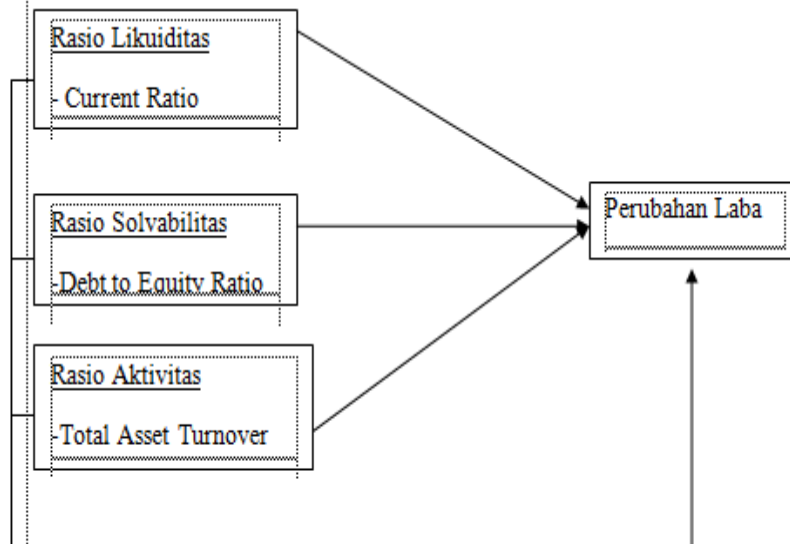 Rasio Likuiditas
- Current Ratio
Rasio Solvabilitas
-Debt to Equity Ratio
Rasio Aktivitas
-Total Asset Turnover
Perubahan Laba